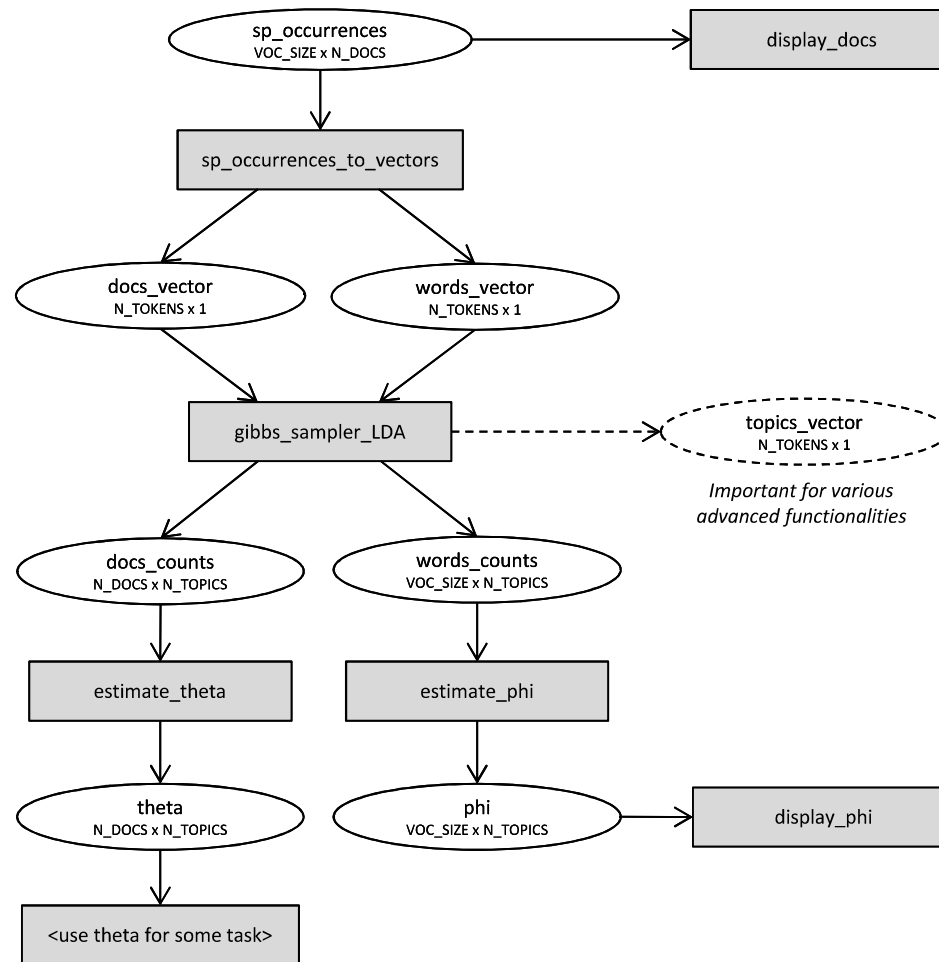 sp_occurrences
VOC_SIZE x N_DOCS
display_docs
sp_occurrences_to_vectors
docs_vector
N_TOKENS x 1
words_vector
N_TOKENS x 1
gibbs_sampler_LDA
topics_vector
N_TOKENS x 1
Important for various
advanced functionalities
docs_counts
N_DOCS x N_TOPICS
words_counts
VOC_SIZE x N_TOPICS
estimate_theta
estimate_phi
theta
N_DOCS x N_TOPICS
phi
VOC_SIZE x N_TOPICS
display_phi
<use theta for some task>